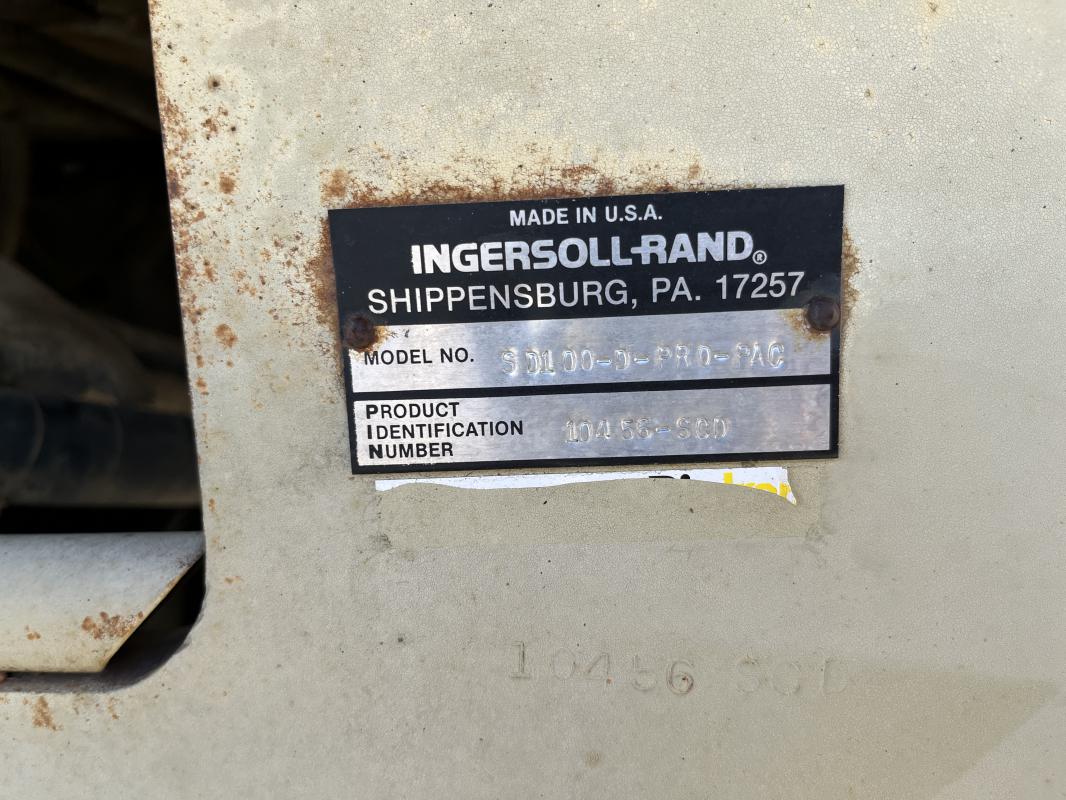 MADE IN U.S.A.
INGERSOLL-RAND®
SHIPPENSBURG, PA. 17257
MODEL NO. SD100-D-PRO-PAC
PRODUCT
IDENTIFICATION
NUMBER
10456-SCD
10456 SCD